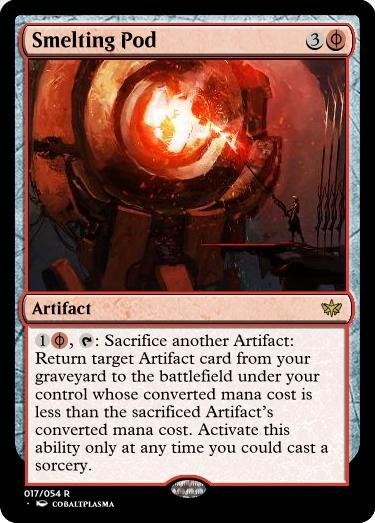 Smelting Pod 3
Artifact
1, : Sacrifice another Artifact:
Return target Artifact card from your
graveyard to the battlefield under your
control whose converted mana cost is
less than the sacrificed Artifact's
converted mana cost. Activate this
ability only at any time you could cast a
sorcery.
017/054 R
· COBALTPLASMA